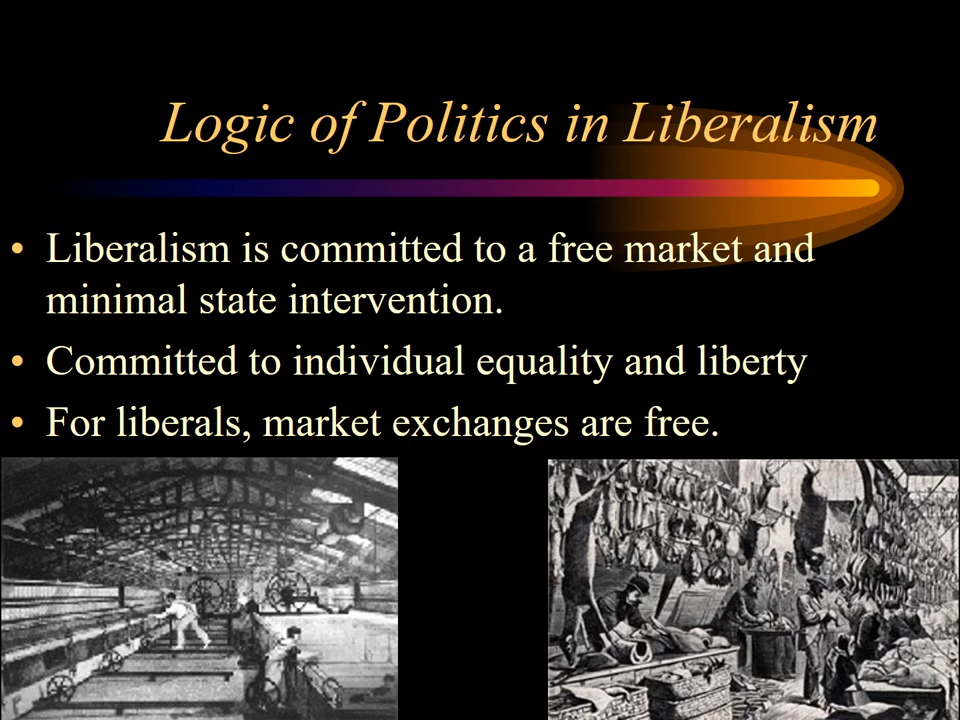 Logic of Politics in Liberalism
• Liberalism is committed to a free market and
minimal state intervention.
• Committed to individual equality and liberty
• For liberals, market exchanges are free.